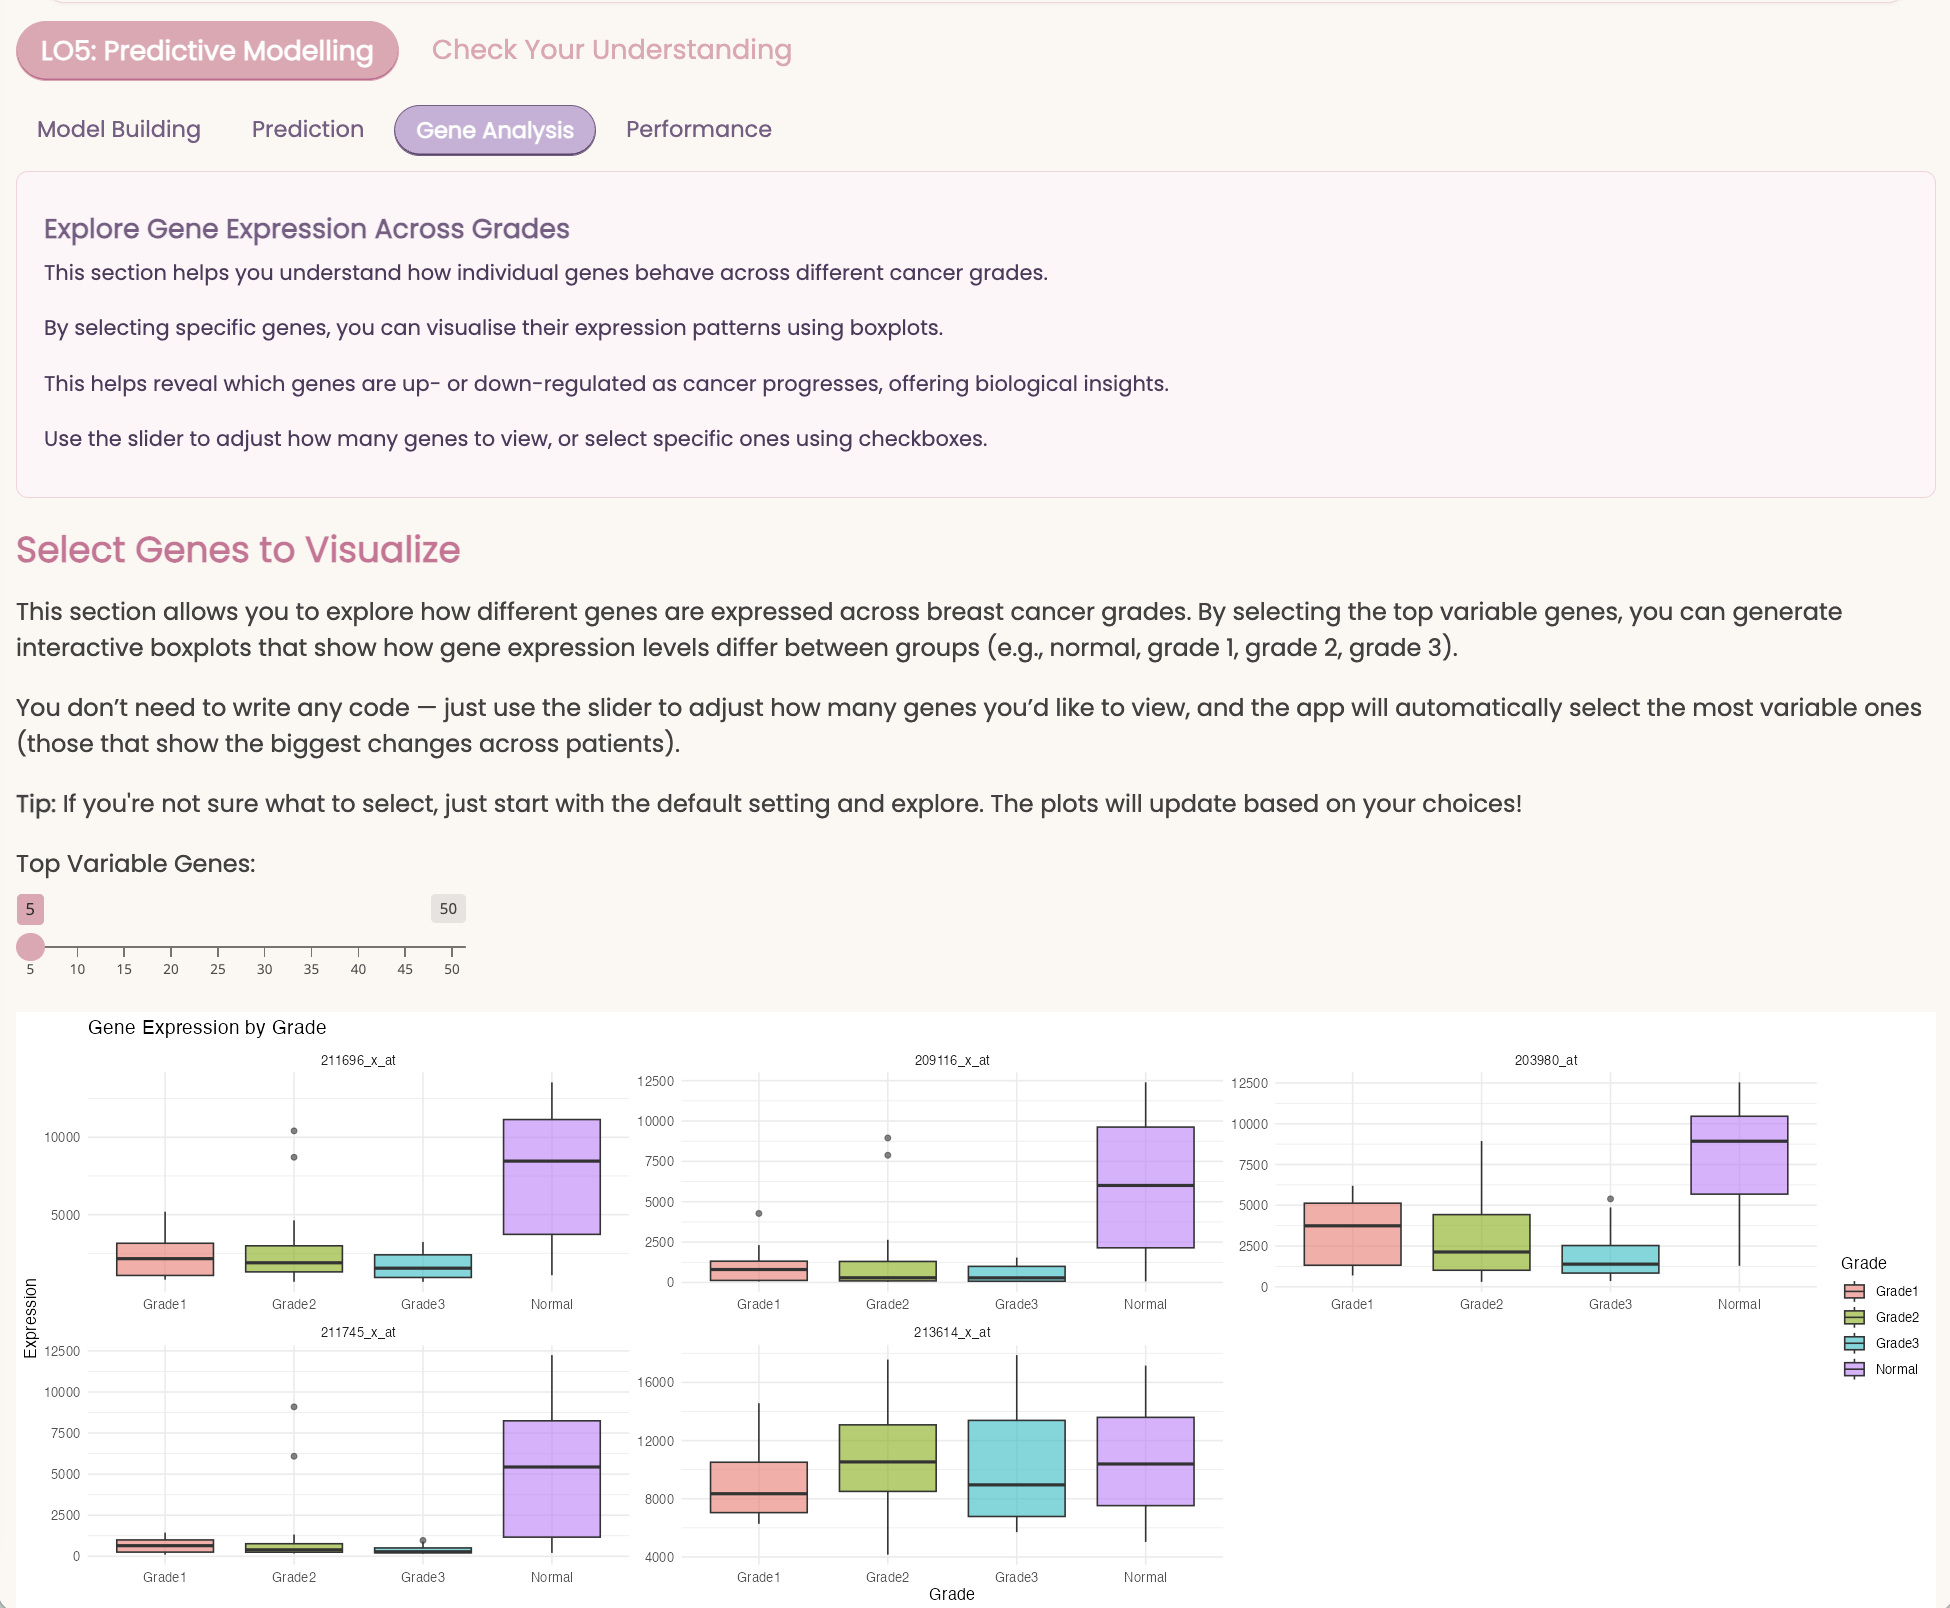 LO5: Predictive Modelling
Check Your Understanding
Model Building
Prediction
Gene Analysis
Performance
Explore Gene Expression Across Grades
This section helps you understand how individual genes behave across different cancer grades.
By selecting specific genes, you can visualise their expression patterns using boxplots.
This helps reveal which genes are up- or down-regulated as cancer progresses, offering biological insights.
Use the slider to adjust how many genes to view, or select specific ones using checkboxes.
Select Genes to Visualize
This section allows you to explore how different genes are expressed across breast cancer grades. By selecting the top variable genes, you can generate
interactive boxplots that show how gene expression levels differ between groups (e.g., normal, grade 1, grade 2, grade 3).
You don’t need to write any code — just use the slider to adjust how many genes you’d like to view, and the app will automatically select the most variable ones
(those that show the biggest changes across patients).
Tip: If you're not sure what to select, just start with the default setting and explore. The plots will update based on your choices!
Top Variable Genes:
5
50
5 10 15 20 25 30 35 40 45 50
Gene Expression by Grade
Expression
211696_x_at
10000
5000
Grade1 Grade2 Grade3 Normal
209116_x_at
12500
10000
7500
5000
2500
0
Grade1 Grade2 Grade3 Normal
203980_at
12500
10000
7500
5000
2500
0
Grade1 Grade2 Grade3 Normal
211745_x_at
12500
10000
7500
5000
2500
0
Grade1 Grade2 Grade3 Normal
213614_x_at
16000
12000
8000
4000
Grade1 Grade2 Grade3 Normal
Grade
Grade
Grade1
Grade2
Grade3
Normal